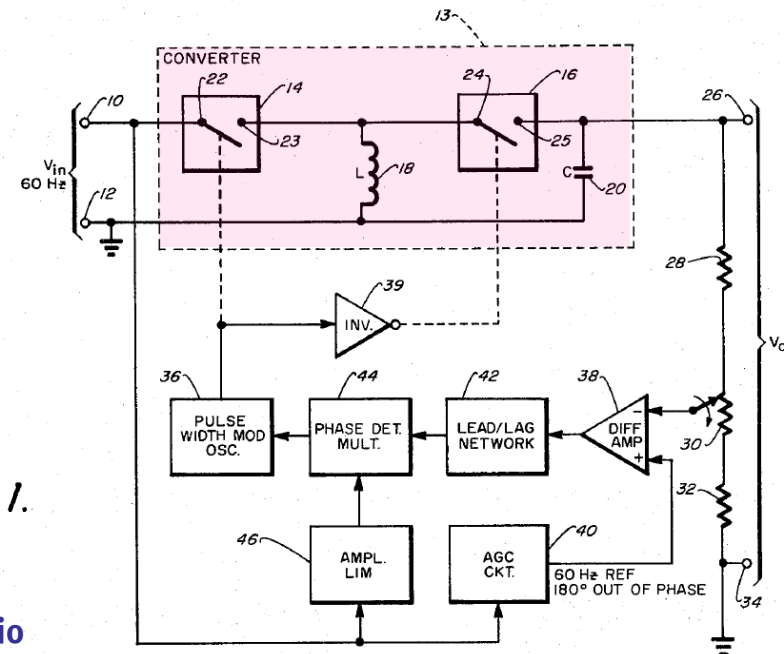 13
CONVERTER
10
22
14
23
24
16
25
26
Vin
60 Hz
L
18
C
20
12
28
39
INV.
Vo
36
44
42
38
PULSE
WIDTH MOD
OSC.
PHASE DET.
MULT.
LEAD/LAG
NETWORK
DIFF
AMP
−
+
30
32
1.
46
AMPL.
LIM
40
AGC
CKT.
60 Hz REF
180° OUT OF PHASE
34
io